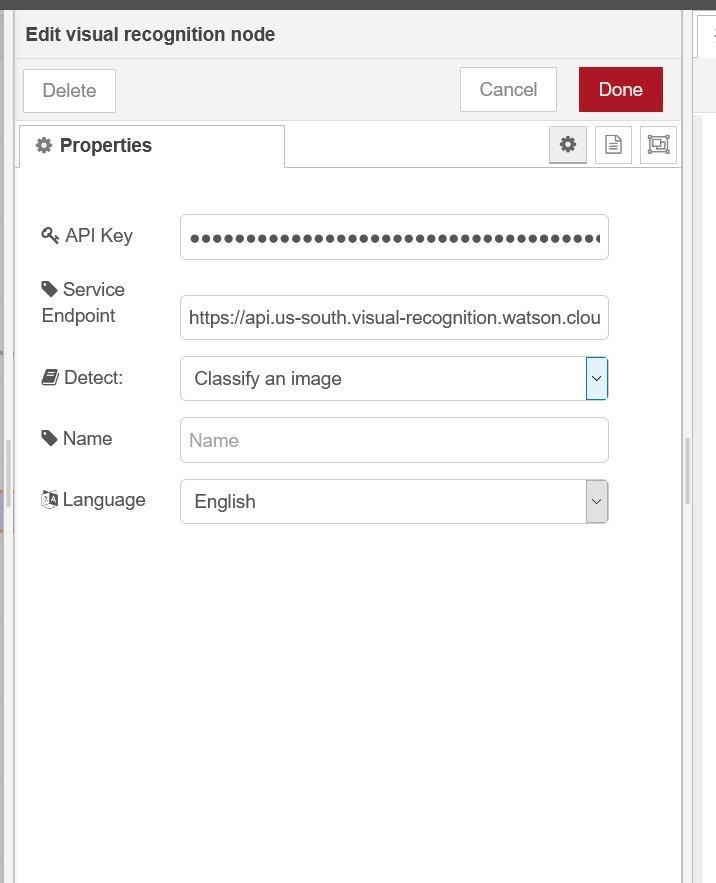 Edit visual recognition node
Delete
Cancel
Done
Properties
API Key
••••••••••••••••••••••••••••••••••••
Service
Endpoint
https://api.us-south.visual-recognition.watson.clou
Detect:
Classify an image
Name
Name
Language
English